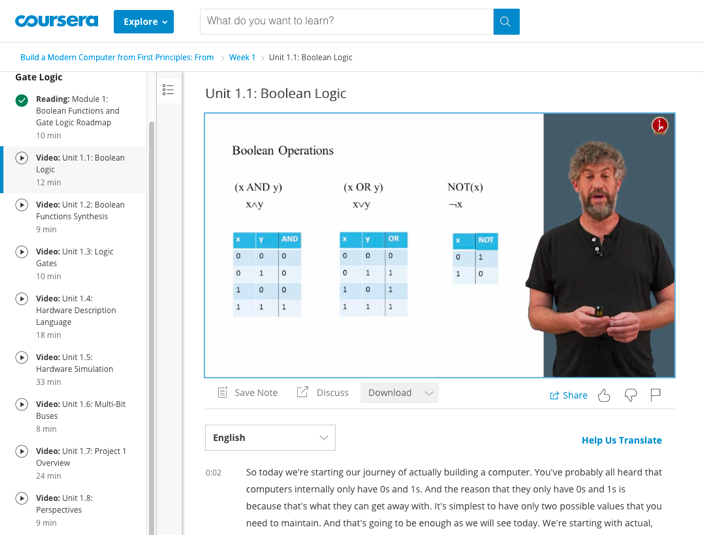 coursera
Explore
What do you want to learn?
Build a Modern Computer from First Principles: From > Week 1 > Unit 1.1: Boolean Logic
Gate Logic
Reading: Module 1:
Boolean Functions and
Gate Logic Roadmap
10 min
Video: Unit 1.1: Boolean
Logic
12 min
Video: Unit 1.2: Boolean
Functions Synthesis
9 min
Video: Unit 1.3: Logic
Gates
10 min
Video: Unit 1.4:
Hardware Description
Language
18 min
Video: Unit 1.5:
Hardware Simulation
33 min
Video: Unit 1.6: Multi-Bit
Buses
8 min
Video: Unit 1.7: Project 1
Overview
24 min
Video: Unit 1.8:
Perspectives
9 min
Unit 1.1: Boolean Logic
Boolean Operations
(x AND y) (x OR y) NOT(x)
x∧y x∨y ¬x
x y AND
0 0 0
0 1 0
1 0 0
1 1 1
x y OR
0 0 0
0 1 1
1 0 1
1 1 1
x NOT
0 1
1 0
Save Note Discuss Download Share
English
Help Us Translate
0:02 So today we're starting our journey of actually building a computer. You've probably all heard that
computers internally only have 0s and 1s. And the reason that they only have 0s and 1s is
because that's what they can get away with. It's simplest to have only two possible values that you
need to maintain. And that's going to be enough as we will see today. We're starting with actual,